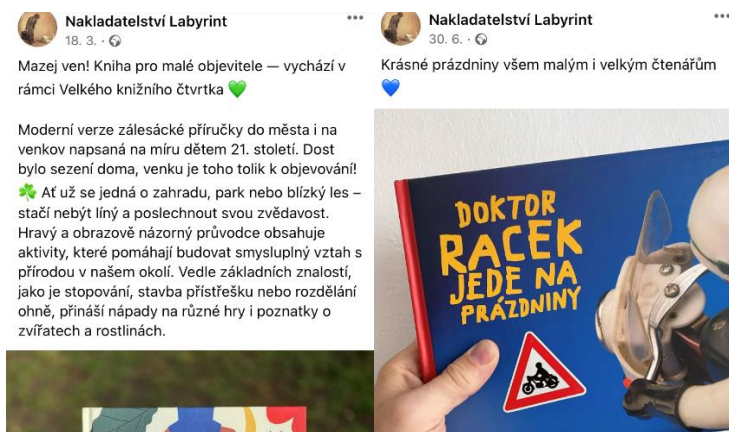 Nakladatelství Labyrint
18. 3. ·
Mazej ven! Kniha pro malé objevitele — vychází v
rámci Velkého knižního čtvrtka 💚
Moderní verze zálesácké příručky do města i na
venkov napsaná na míru dětem 21. století. Dost
bylo sezení doma, venku je toho tolik k objevování!
☘️ Ať už se jedná o zahradu, park nebo blízký les –
stačí nebýt líný a poslechnout svou zvědavost.
Hravý a obrazově názorný průvodce obsahuje
aktivity, které pomáhají budovat smysluplný vztah s
přírodou v našem okolí. Vedle základních znalostí,
jako je stopování, stavba přístřešku nebo rozdělání
ohně, přináší nápady na různé hry i poznatky o
zvířatech a rostlinách.
Nakladatelství Labyrint
30. 6. ·
Krásné prázdniny všem malým i velkým čtenářům
💙
DOKTOR
RACEK
JEDE NA
PRÁZDNINY